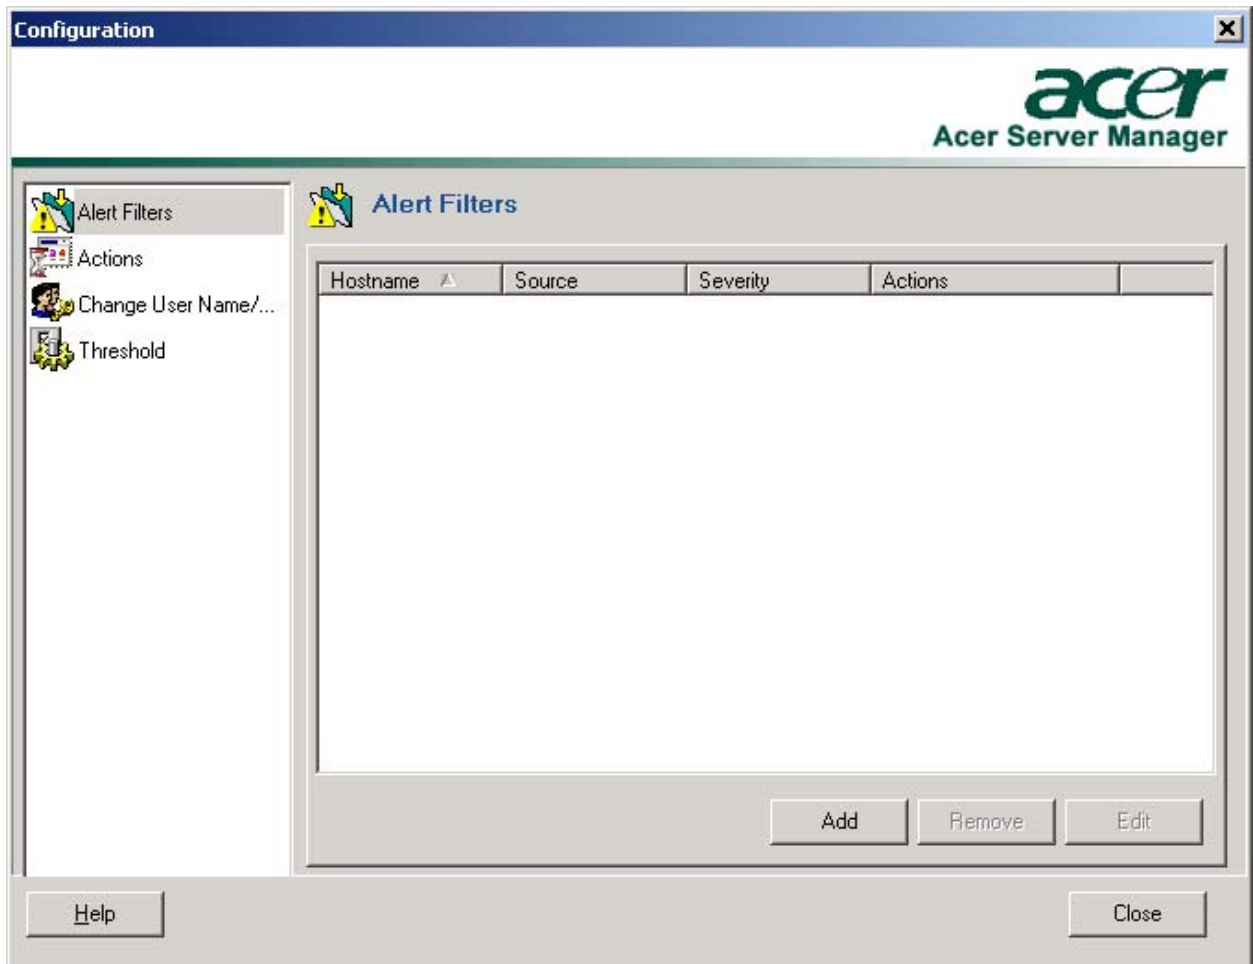 Configuration
acer
Acer Server Manager
Alert Filters
Actions
Change User Name/...
Threshold
Alert Filters
Hostname Source Severity Actions
Add Remove Edit
Help Close